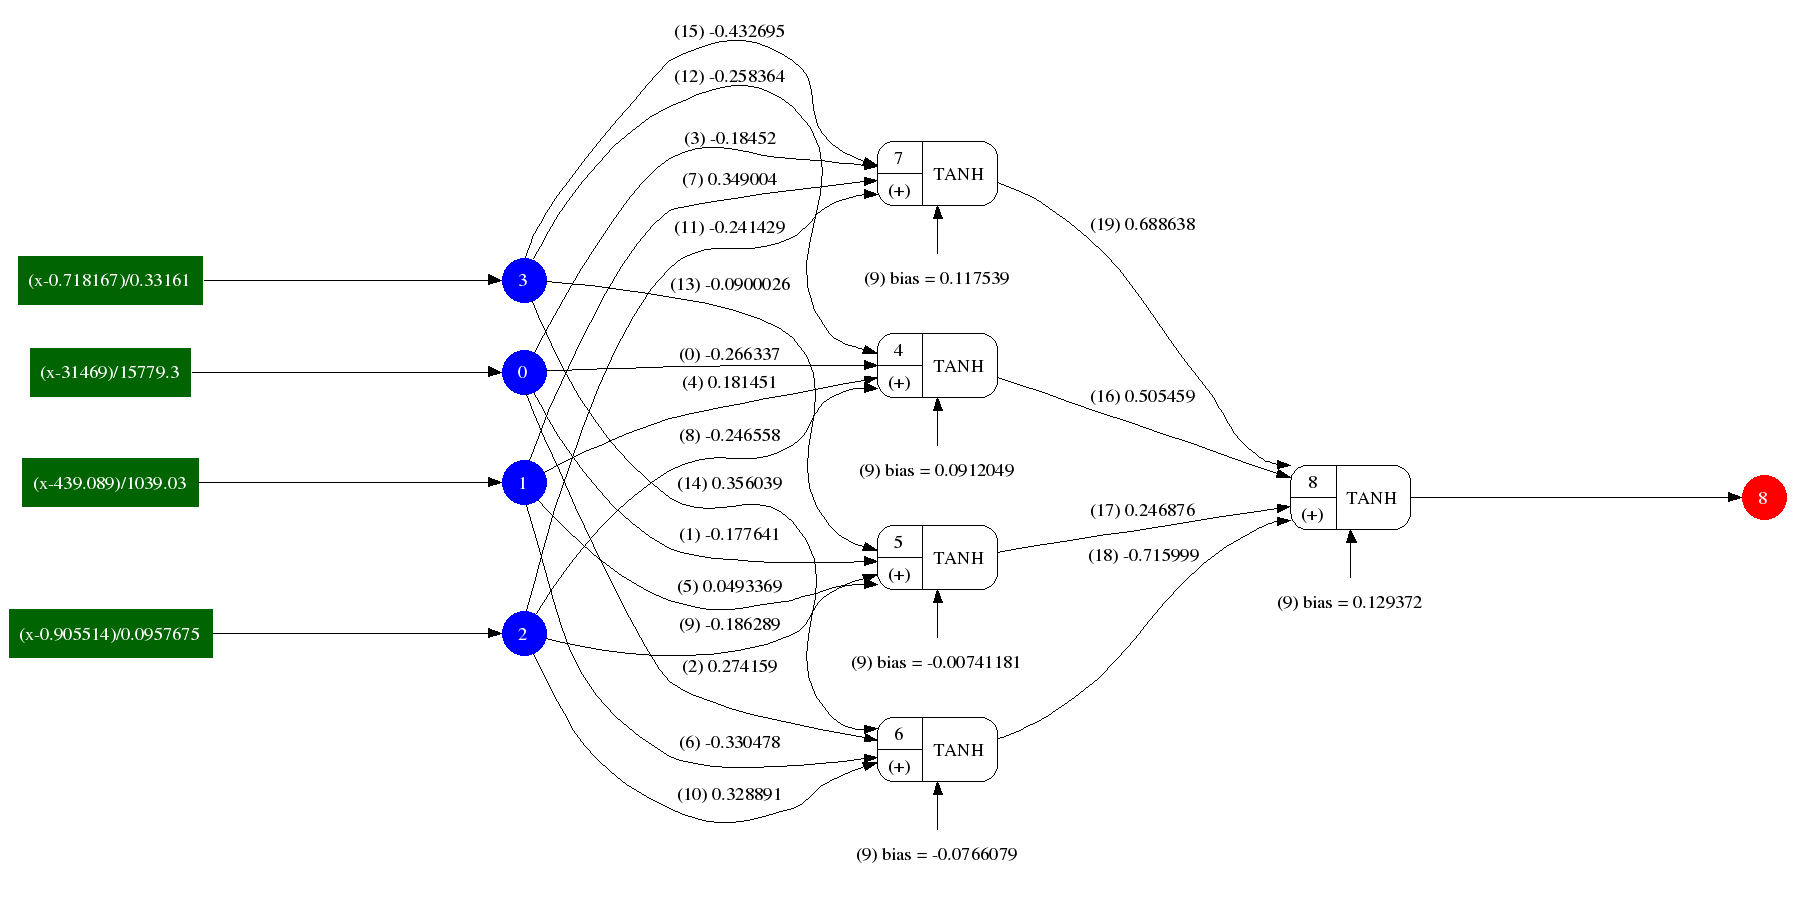 (15) -0.432695
(12) -0.258364
(3) -0.18452
(7) 0.349004
(11) -0.241429
(13) -0.0900026
(0) -0.266337
(4) 0.181451
(8) -0.246558
(14) 0.356039
(1) -0.177641
(5) 0.0493369
(9) -0.186289
(2) 0.274159
(6) -0.330478
(10) 0.328891
(x-0.718167)/0.33161
(x-31469)/15779.3
(x-439.089)/1039.03
(x-0.905514)/0.0957675
3
0
1
2
7
(+)
TANH
(9) bias = 0.117539
4
(+)
TANH
(9) bias = 0.0912049
5
(+)
TANH
(9) bias = -0.00741181
6
(+)
TANH
(9) bias = -0.0766079
(19) 0.688638
(16) 0.505459
(17) 0.246876
(18) -0.715999
8
(+)
TANH
(9) bias = 0.129372
8